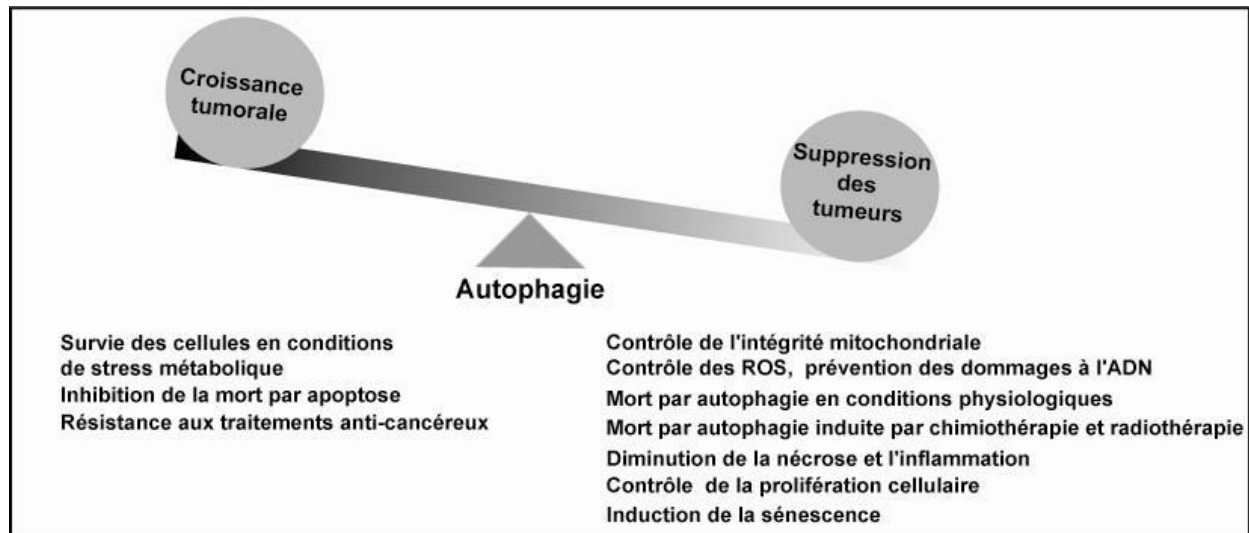 Croissance
tumorale
Suppression
des
tumeurs
Autophagie
Survie des cellules en conditions
de stress métabolique
Inhibition de la mort par apoptose
Résistance aux traitements anti-cancéreux
Contrôle de l'intégrité mitochondriale
Contrôle des ROS, prévention des dommages à l'ADN
Mort par autophagie en conditions physiologiques
Mort par autophagie induite par chimiothérapie et radiothérapie
Diminution de la nécrose et l'inflammation
Contrôle de la prolifération cellulaire
Induction de la sénescence